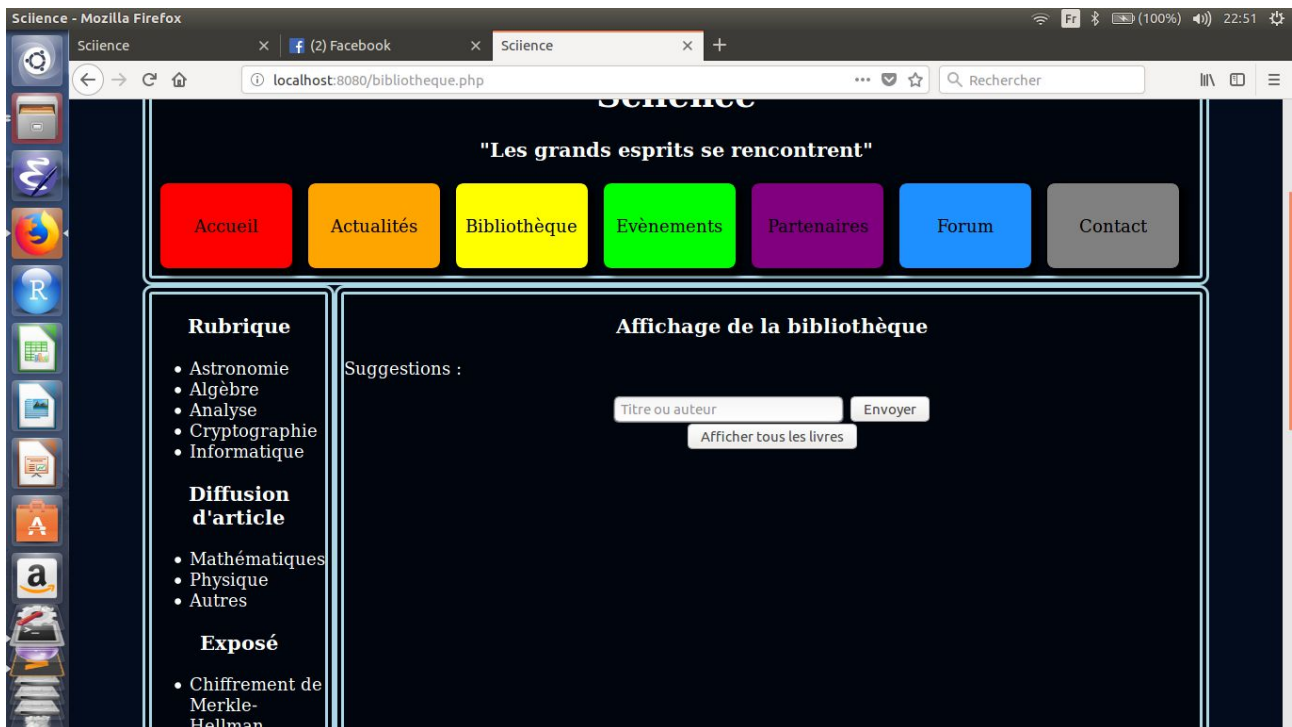 Sciience - Mozilla Firefox
Fr (100%) 22:51
Sciience (2) Facebook Sciience
localhost:8080/bibliotheque.php Rechercher
Sciience
"Les grands esprits se rencontrent"
Accueil Actualités Bibliothèque Evènements Partenaires Forum Contact
Rubrique
Astronomie
Algèbre
Analyse
Cryptographie
Informatique
Diffusion
d'article
Mathématiques
Physique
Autres
Exposé
Chiffrement de
Merkle-
Hellman
Affichage de la bibliothèque
Suggestions :
Titre ou auteur Envoyer
Afficher tous les livres